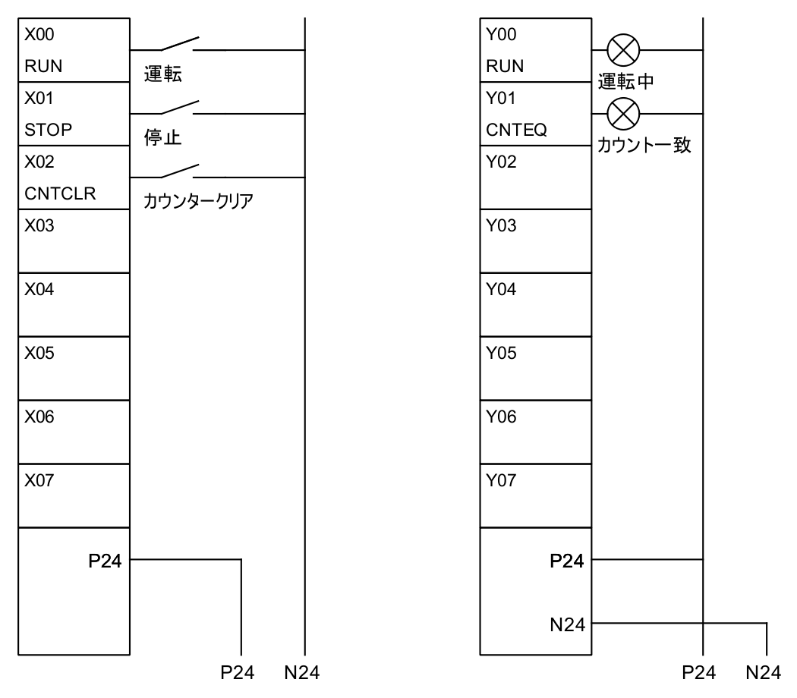 X00
RUN
運転
X01
STOP
停止
X02
CNTCLR
カウンタークリア
X03
X04
X05
X06
X07
P24
P24 N24
Y00
RUN
運転中
Y01
CNTEQ
カウント一致
Y02
Y03
Y04
Y05
Y06
Y07
P24
N24
P24 N24